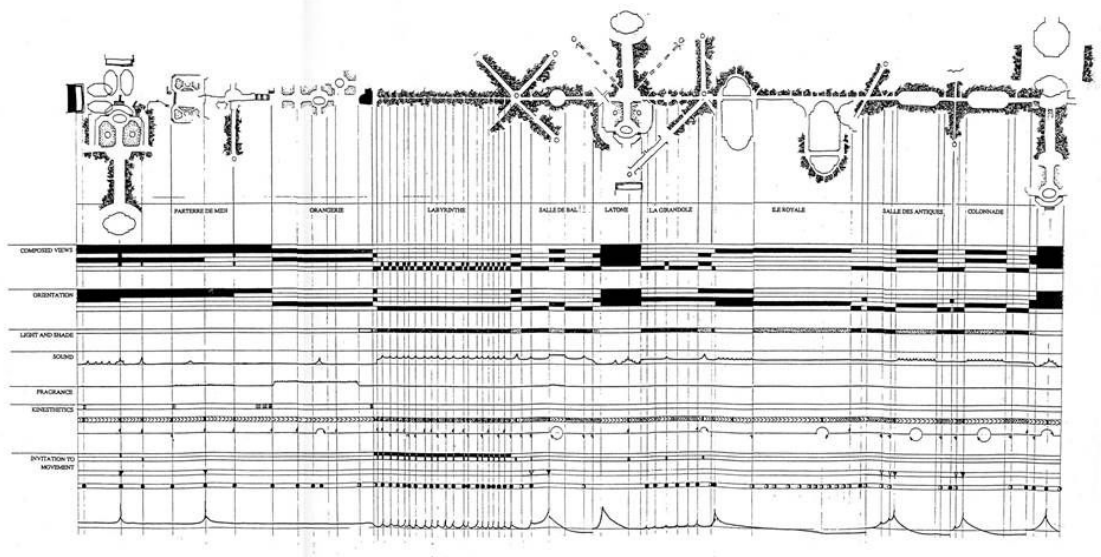 PARTERRE DE MIDI
ORANGERIE
LABYRINTHE
SALLE DE BAL
LATONE
LA GIRANDOLE
ILE ROYALE
SALLE DES ANTIQUES
COLONNADE
COMPOSED VIEWS
ORIENTATION
LIGHT AND SHADE
SOUND
FRAGRANCE
KINESTHETICS
INVITATION TO
MOVEMENT